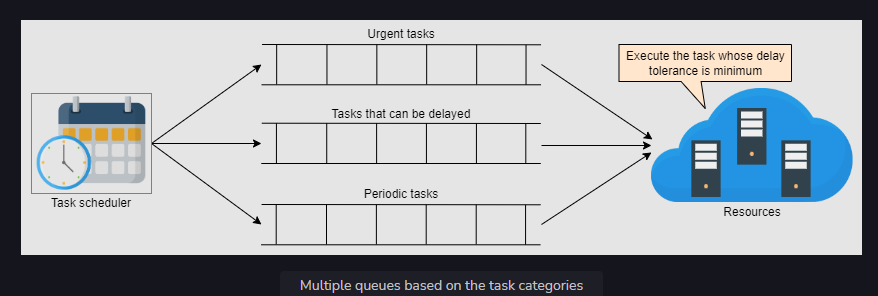 Urgent tasks
Execute the task whose delay
tolerance is minimum
Tasks that can be delayed
Periodic tasks
Task scheduler
Resources
Multiple queues based on the task categories